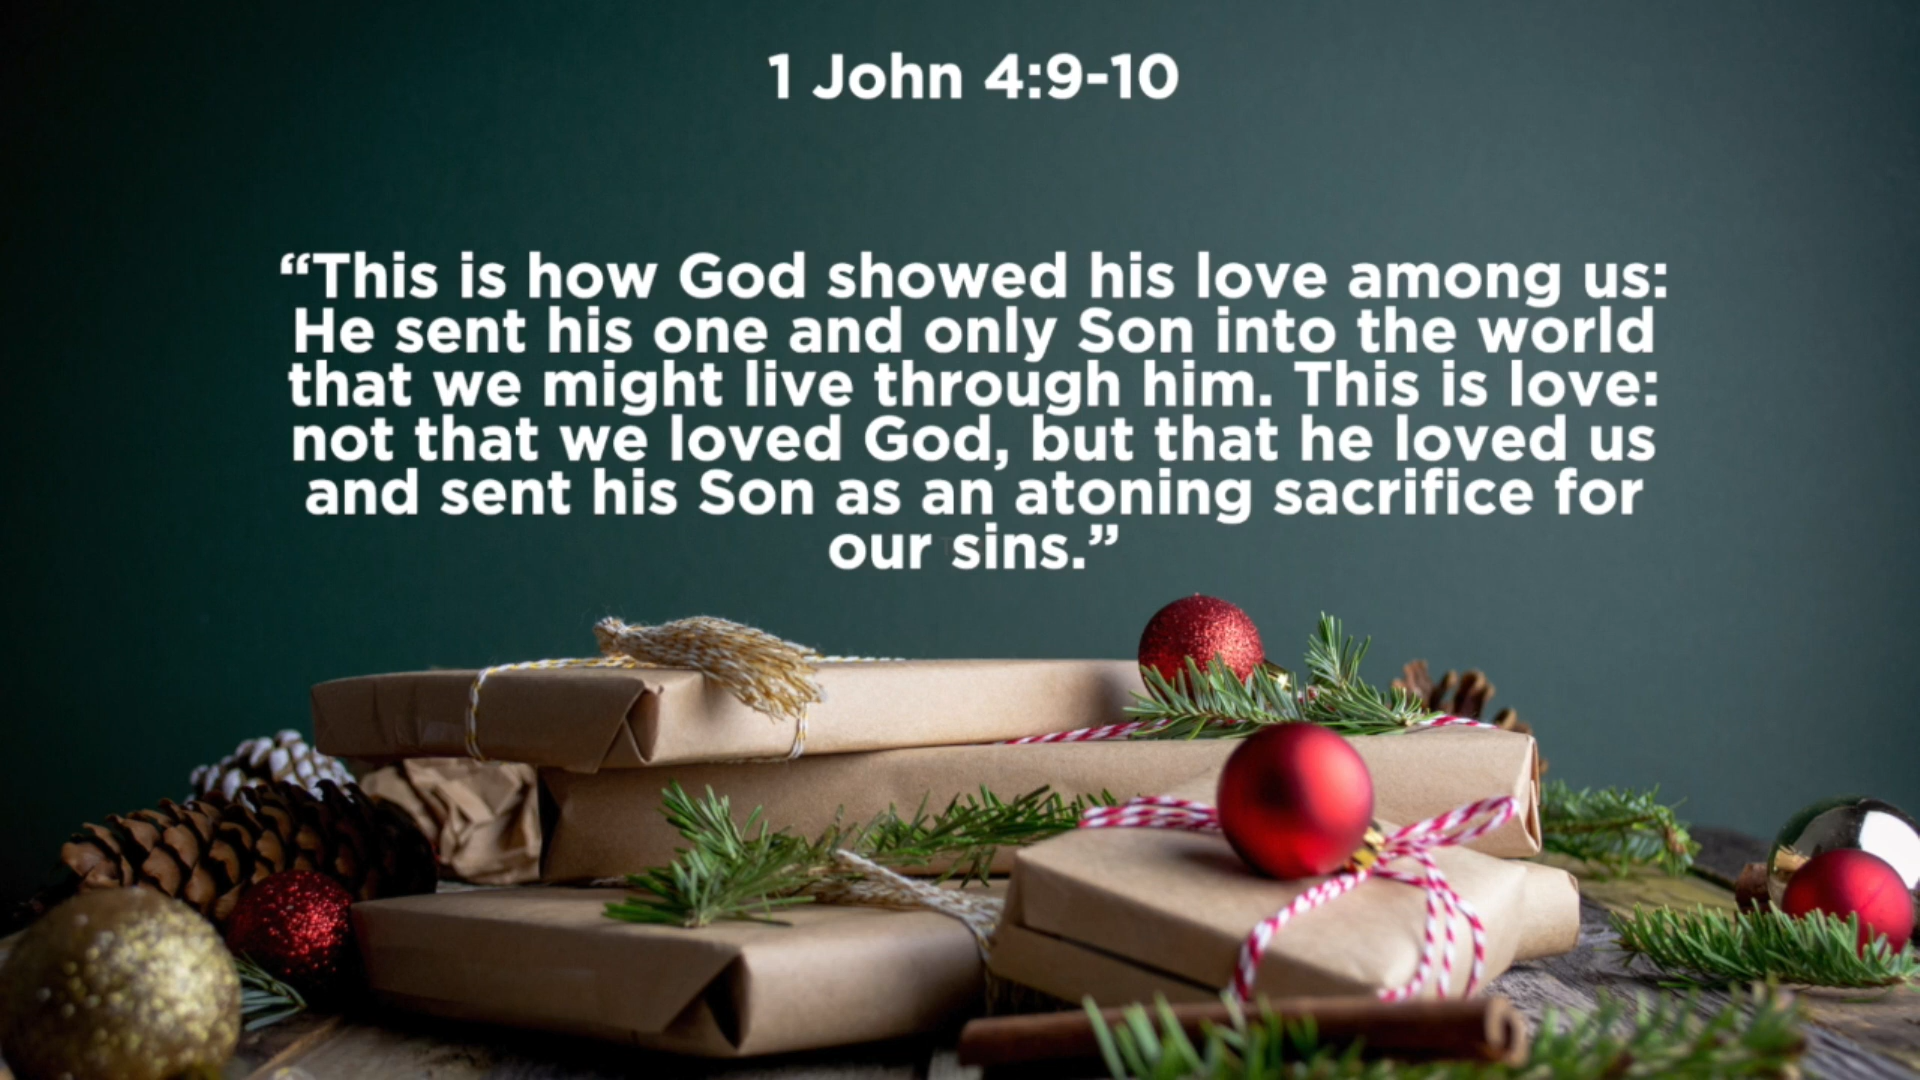 1 John 4:9-10
“This is how God showed his love among us:
He sent his one and only Son into the world
that we might live through him. This is love:
not that we loved God, but that he loved us
and sent his Son as an atoning sacrifice for
our sins.”